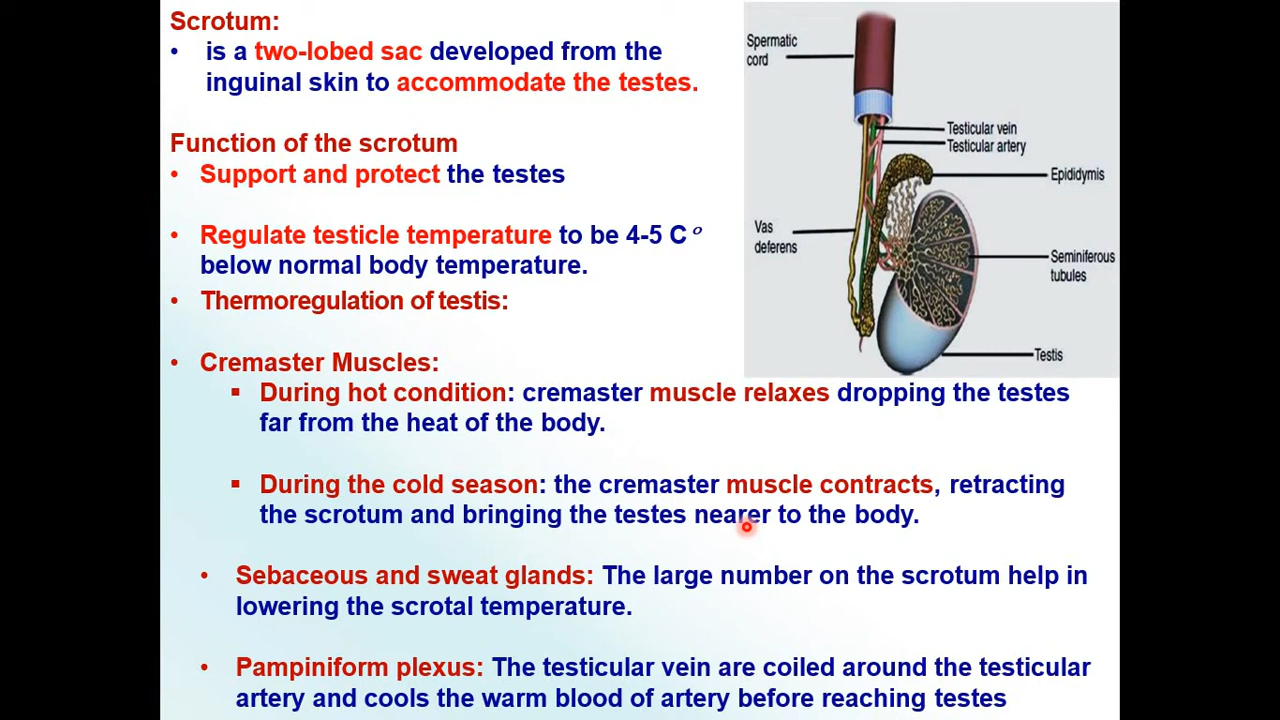 Scrotum:
• is a two-lobed sac developed from the
inguinal skin to accommodate the testes.
Function of the scrotum
• Support and protect the testes
• Regulate testicle temperature to be 4-5 C°
below normal body temperature.
• Thermoregulation of testis:
• Cremaster Muscles:
▪ During hot condition: cremaster muscle relaxes dropping the testes
far from the heat of the body.
▪ During the cold season: the cremaster muscle contracts, retracting
the scrotum and bringing the testes nearer to the body.
• Sebaceous and sweat glands: The large number on the scrotum help in
lowering the scrotal temperature.
• Pampiniform plexus: The testicular vein are coiled around the testicular
artery and cools the warm blood of artery before reaching testes
Spermatic
cord
Testicular vein
Testicular artery
Epididymis
Vas
deferens
Seminiferous
tubules
Testis